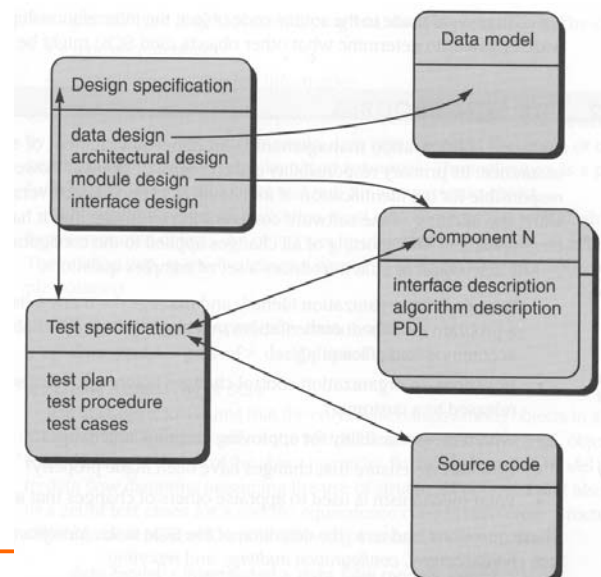 Data model
Design specification
data design
architectural design
module design
interface design
Component N
interface description
algorithm description
PDL
Test specification
test plan
test procedure
test cases
Source code